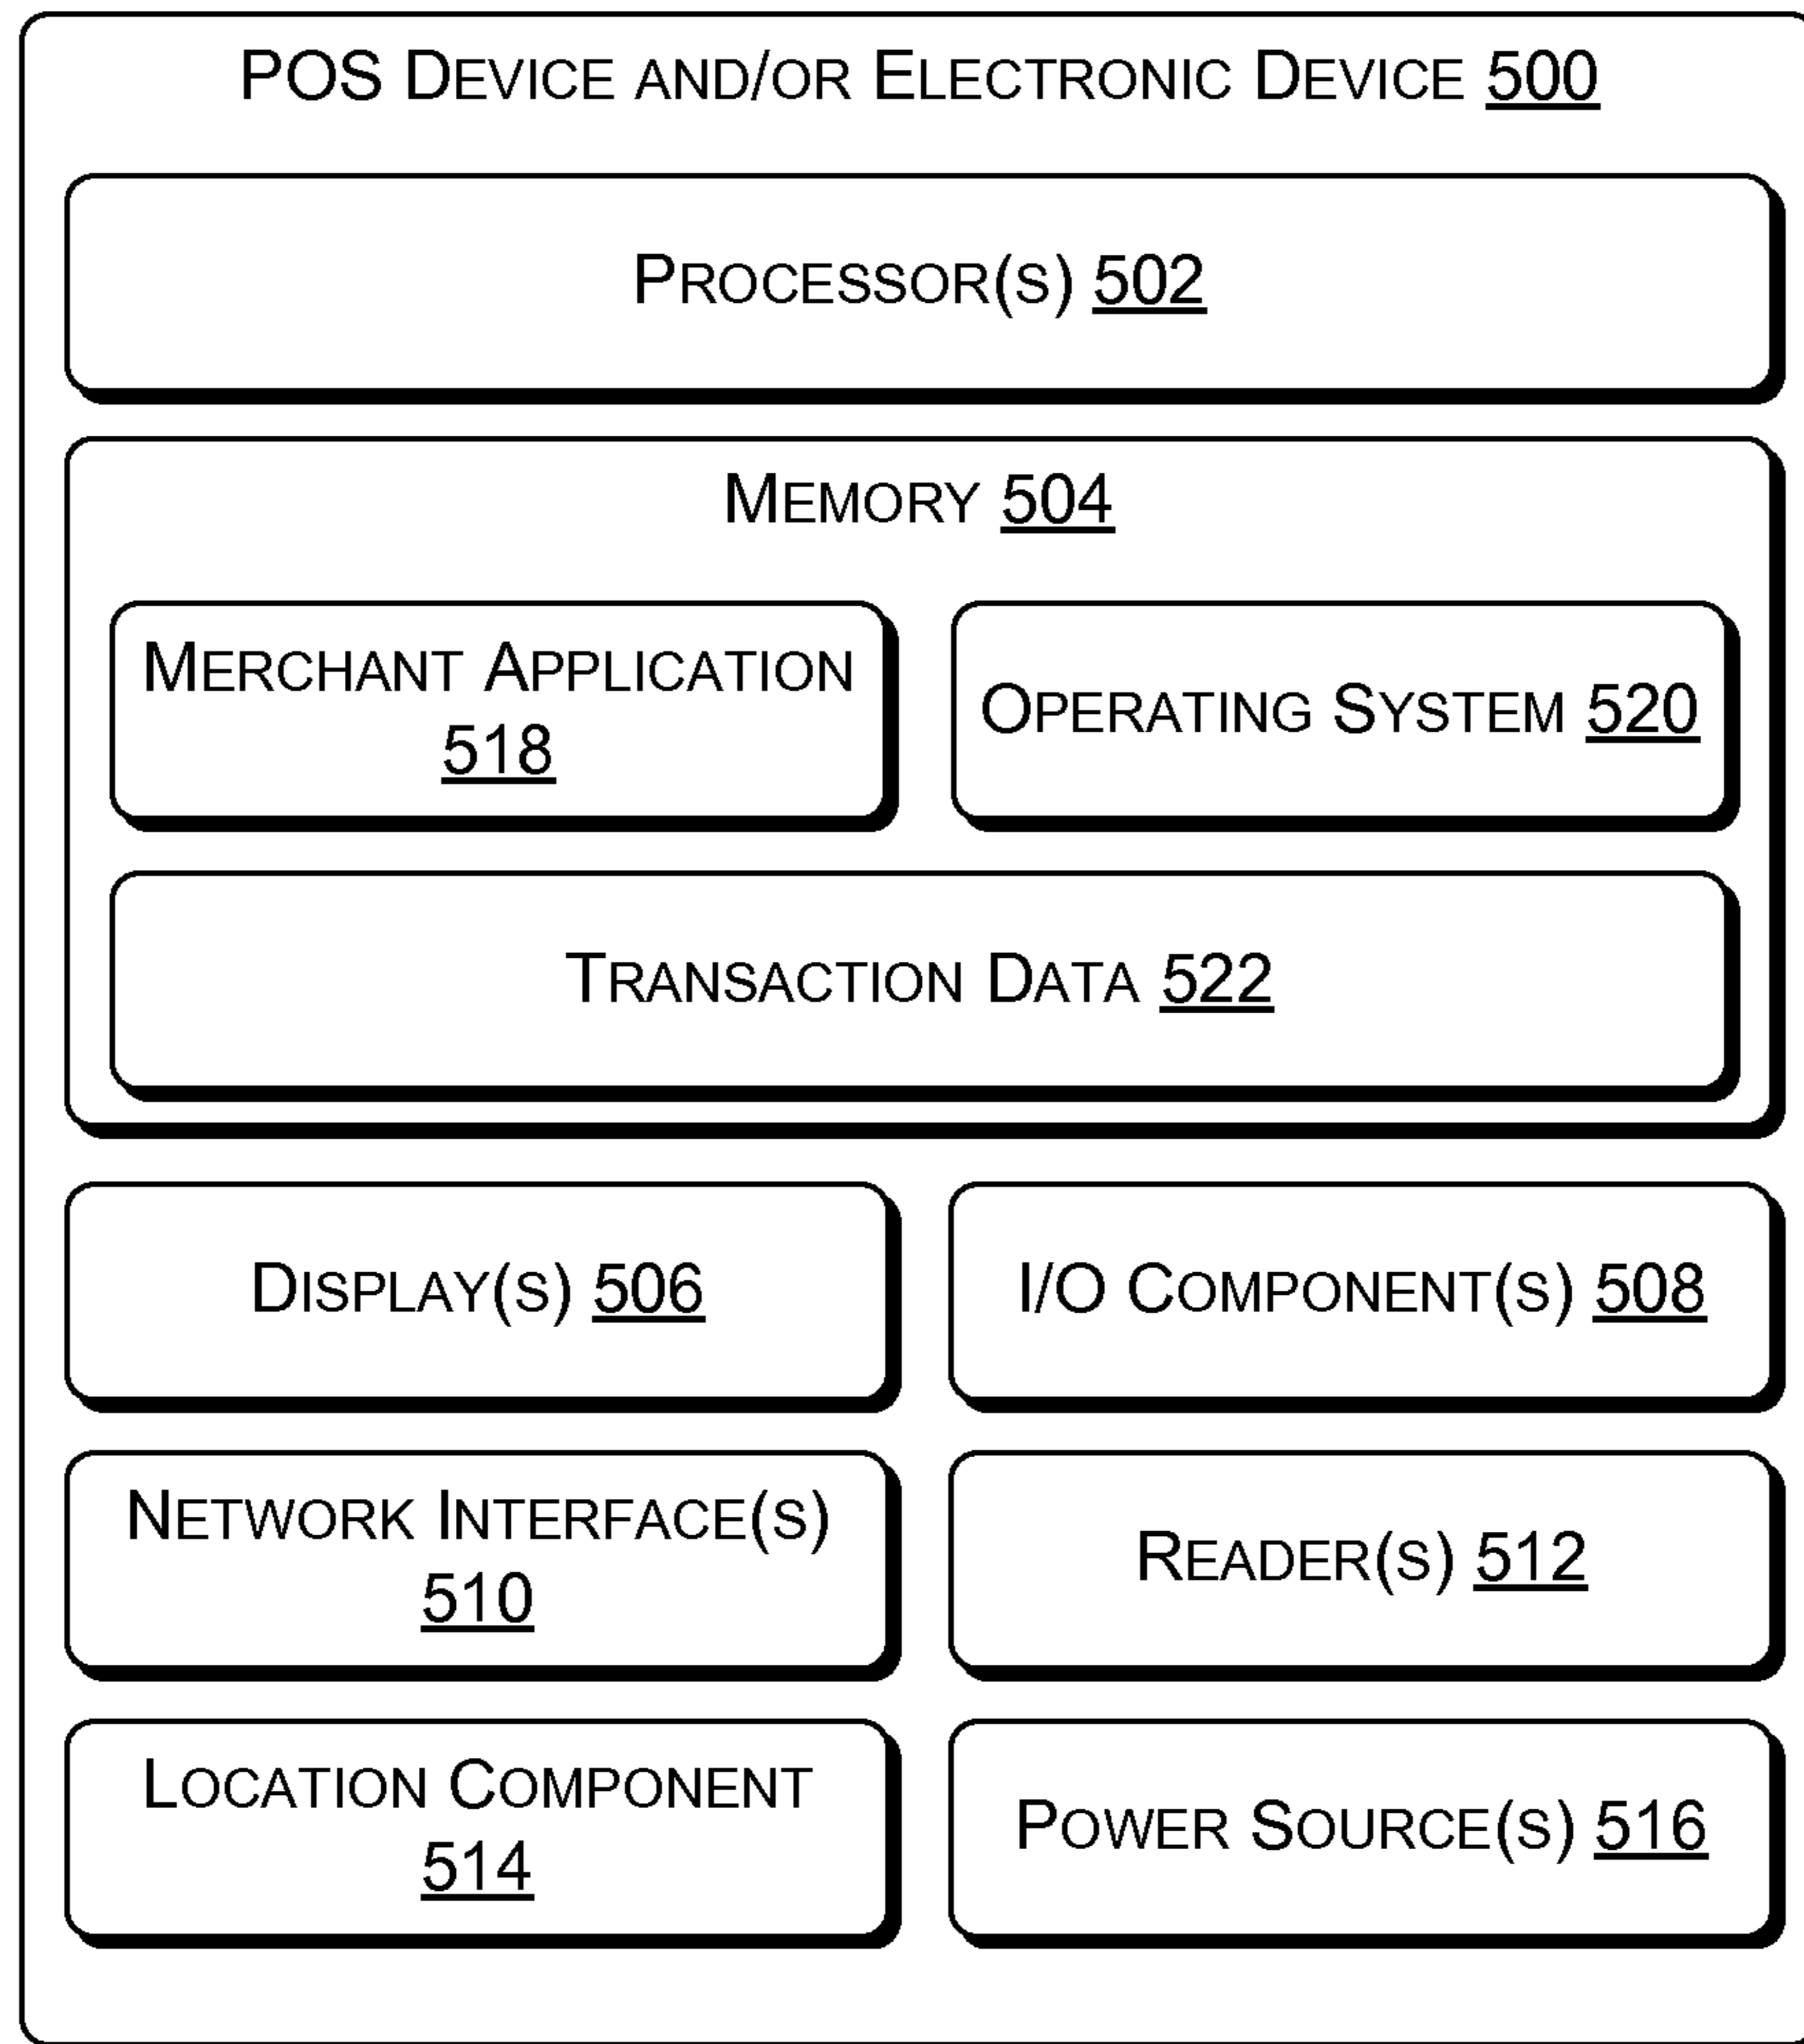 POS DEVICE AND/OR ELECTRONIC DEVICE 500
PROCESSOR(S) 502
MEMORY 504
MERCHANT APPLICATION
518
OPERATING SYSTEM 520
TRANSACTION DATA 522
DISPLAY(S) 506
I/O COMPONENT(S) 508
NETWORK INTERFACE(S)
510
READER(S) 512
LOCATION COMPONENT
514
POWER SOURCE(S) 516